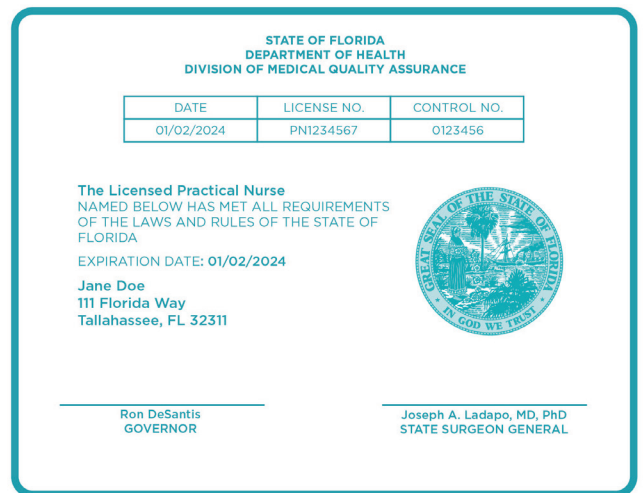 STATE OF FLORIDA
DEPARTMENT OF HEALTH
DIVISION OF MEDICAL QUALITY ASSURANCE
DATE LICENSE NO. CONTROL NO.
01/02/2024 PN1234567 0123456
The Licensed Practical Nurse
NAMED BELOW HAS MET ALL REQUIREMENTS
OF THE LAWS AND RULES OF THE STATE OF
FLORIDA
EXPIRATION DATE: 01/02/2024
Jane Doe
111 Florida Way
Tallahassee, FL 32311
GREAT SEAL OF THE STATE OF FLORIDA
IN GOD WE TRUST
Ron DeSantis
GOVERNOR
Joseph A. Ladapo, MD, PhD
STATE SURGEON GENERAL